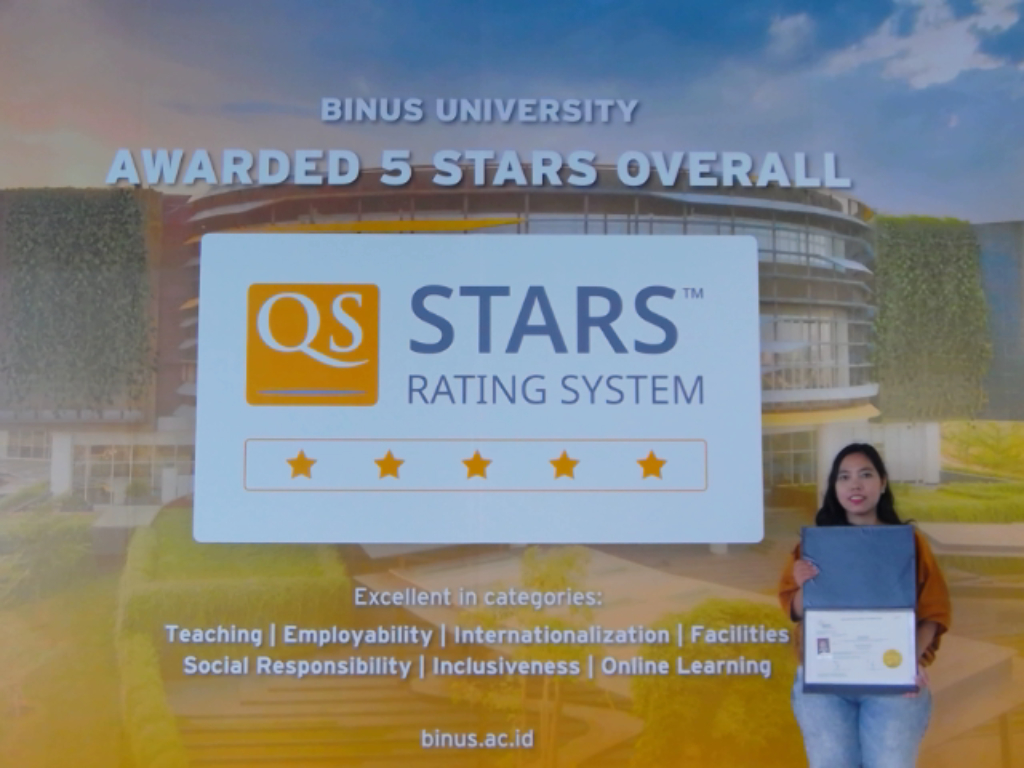 BINUS UNIVERSITY
AWARDED 5 STARS OVERALL
QS
STARS™
RATING SYSTEM
Excellent in categories:
Teaching | Employability | Internationalization | Facilities
Social Responsibility | Inclusiveness | Online Learning
binus.ac.id